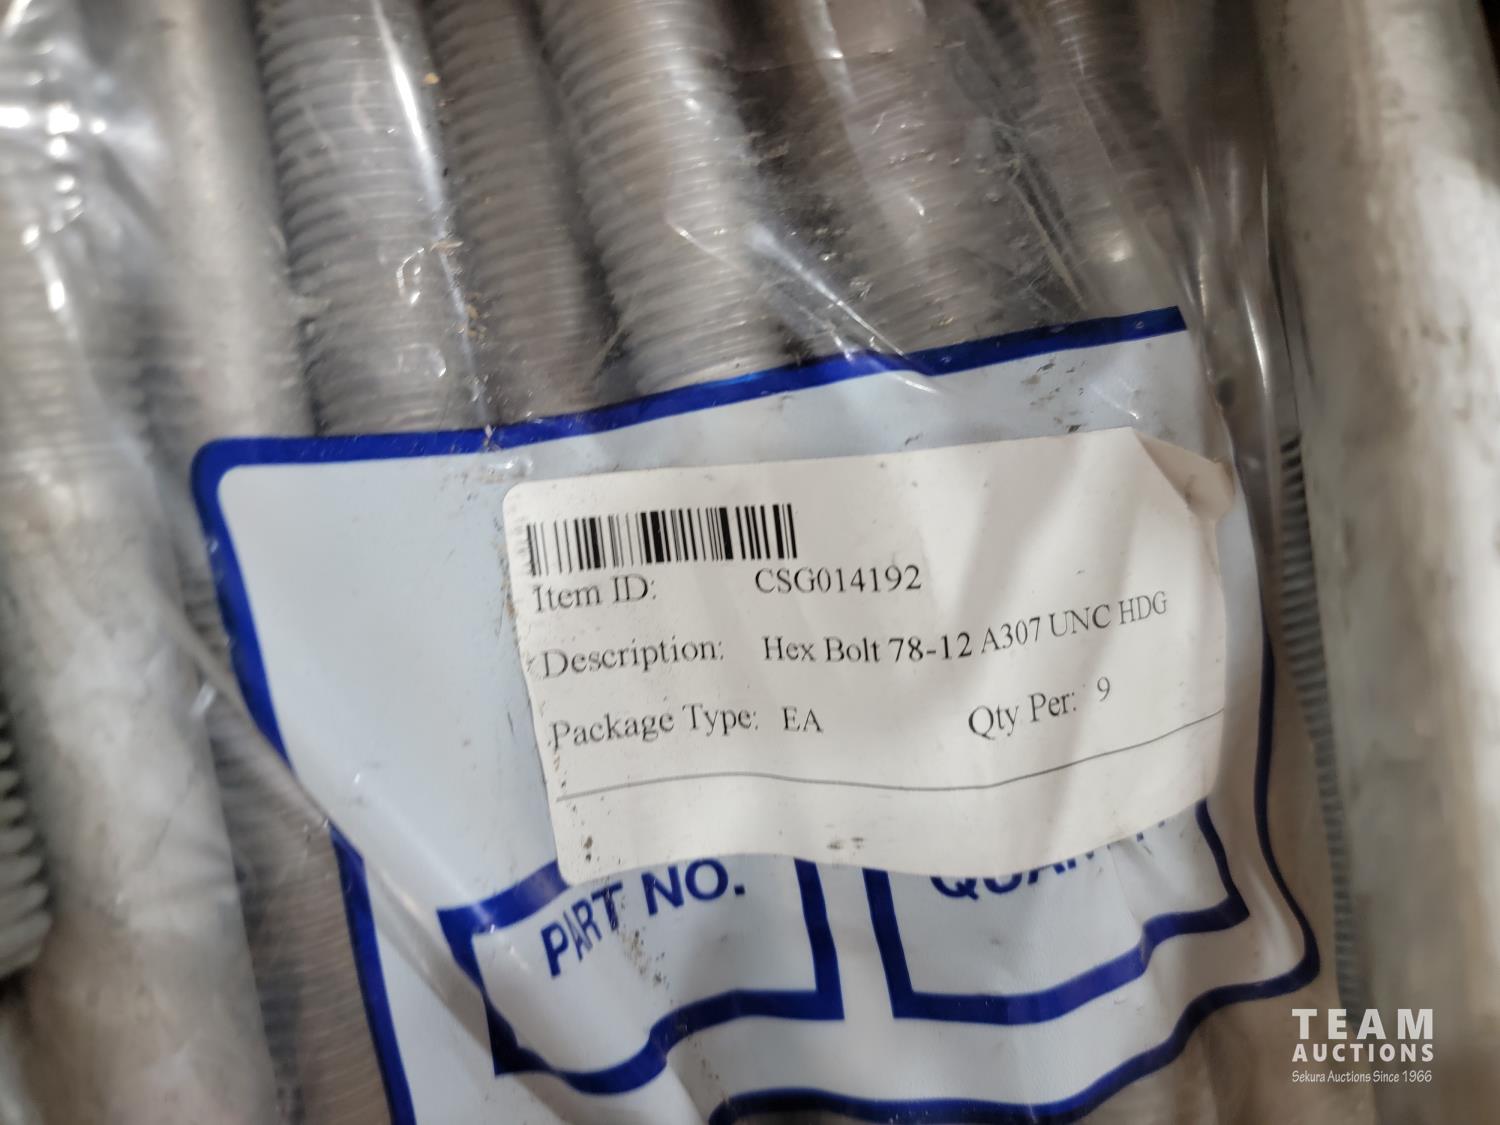 Item ID: CSG014192
Description: Hex Bolt 78-12 A307 UNC HDG
Package Type: EA Qty Per: 9
PART NO.
TEAM
AUCTIONS
Sekura Auctions Since 1966